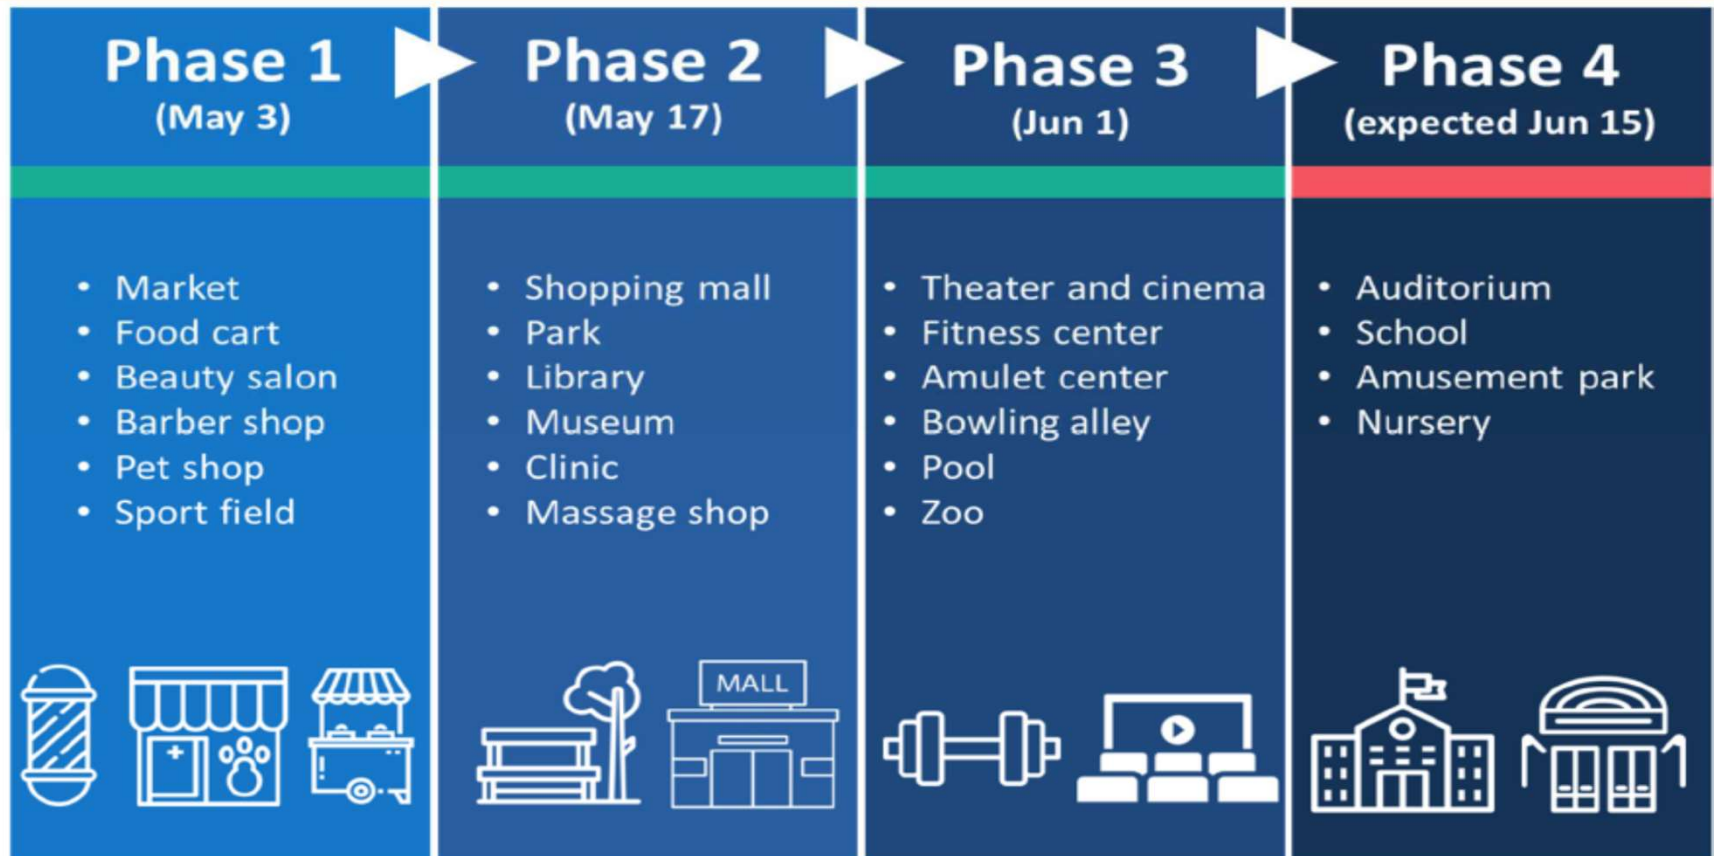 Phase 1
(May 3)
• Market
• Food cart
• Beauty salon
• Barber shop
• Pet shop
• Sport field
Phase 2
(May 17)
• Shopping mall
• Park
• Library
• Museum
• Clinic
• Massage shop
MALL
Phase 3
(Jun 1)
• Theater and cinema
• Fitness center
• Amulet center
• Bowling alley
• Pool
• Zoo
Phase 4
(expected Jun 15)
• Auditorium
• School
• Amusement park
• Nursery